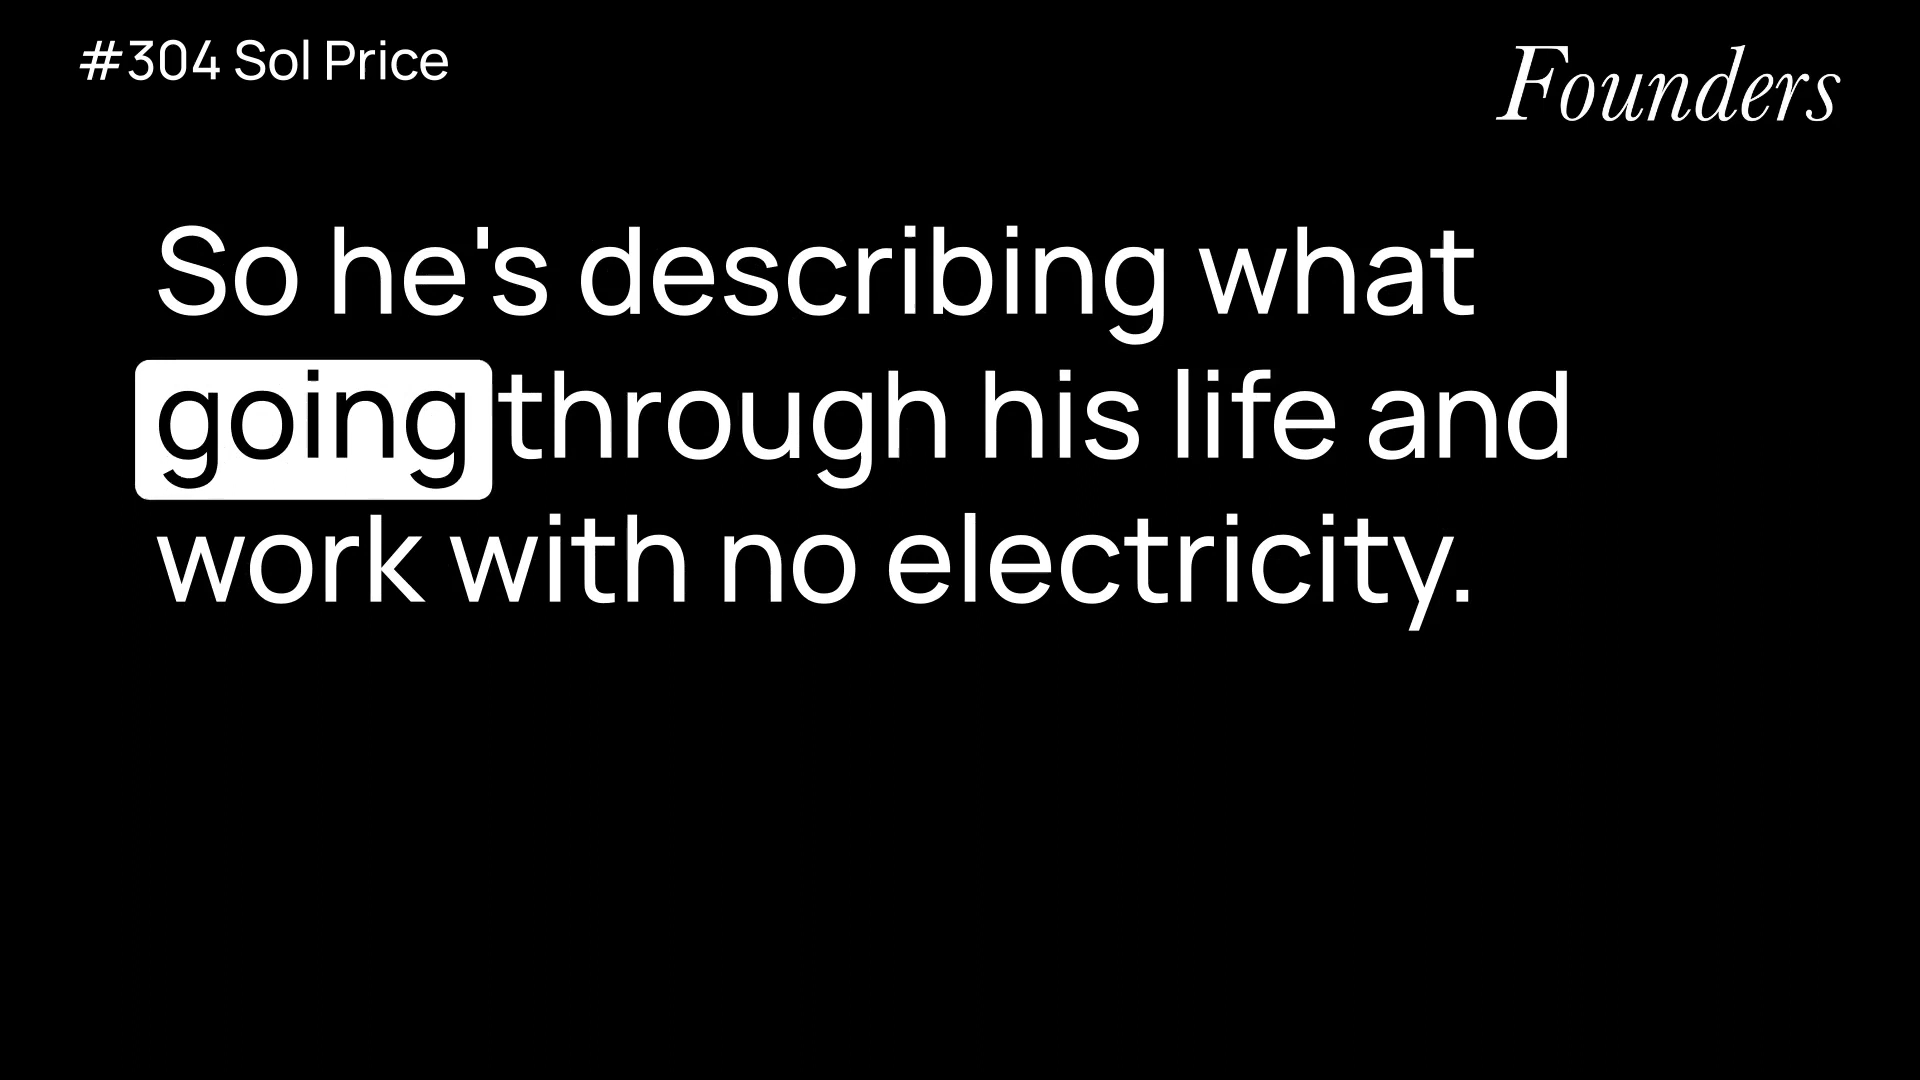 #304 Sol Price
Founders
So he's describing what
going through his life and
work with no electricity.